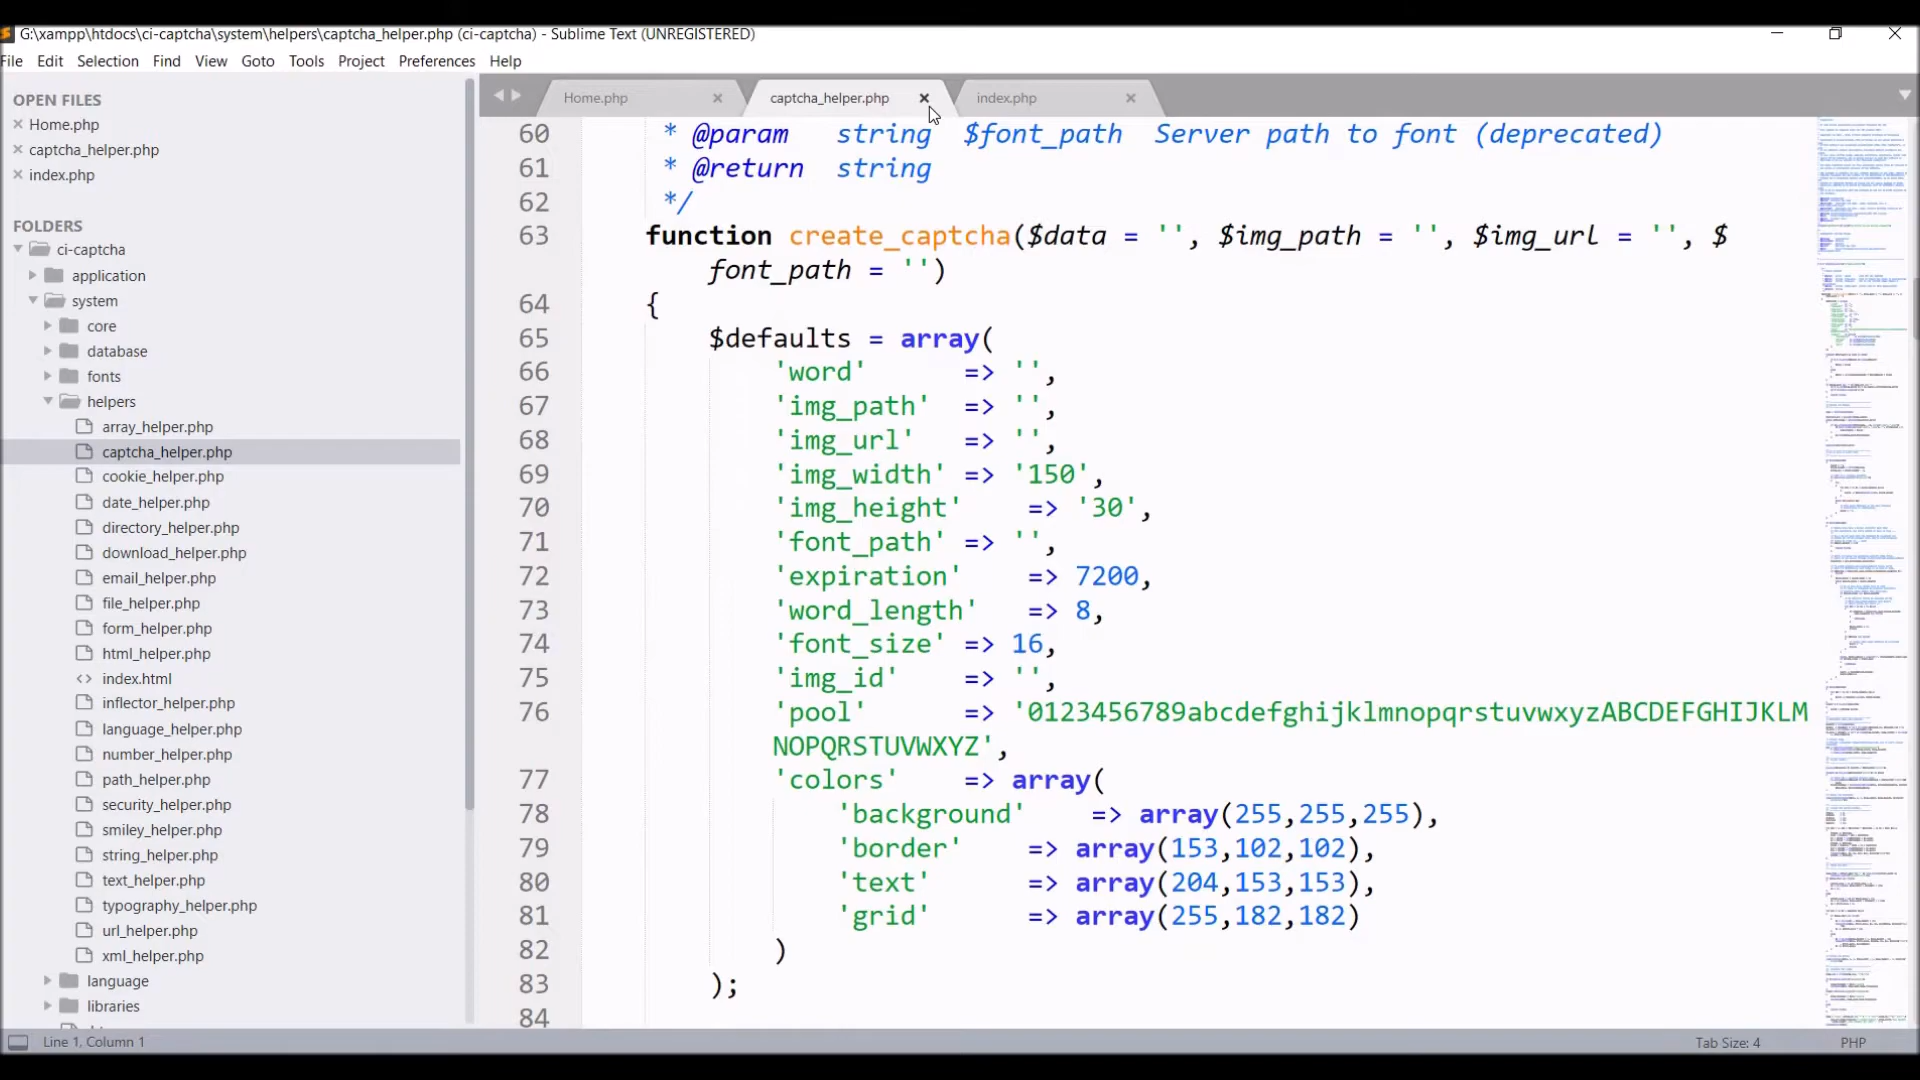 G:\xampp\htdocs\ci-captcha\system\helpers\captcha_helper.php (ci-captcha) - Sublime Text (UNREGISTERED)
File Edit Selection Find View Goto Tools Project Preferences Help
OPEN FILES
Home.php
captcha_helper.php
index.php
FOLDERS
ci-captcha
application
system
core
database
fonts
helpers
array_helper.php
captcha_helper.php
cookie_helper.php
date_helper.php
directory_helper.php
download_helper.php
email_helper.php
file_helper.php
form_helper.php
html_helper.php
index.html
inflector_helper.php
language_helper.php
number_helper.php
path_helper.php
security_helper.php
smiley_helper.php
string_helper.php
text_helper.php
typography_helper.php
url_helper.php
xml_helper.php
language
libraries
Home.php captcha_helper.php index.php
60 * @param string $font_path Server path to font (deprecated)
61 * @return string
62 */
63 function create_captcha($data = '', $img_path = '', $img_url = '', $
font_path = '')
64 {
65 $defaults = array(
66 'word' => '',
67 'img_path' => '',
68 'img_url' => '',
69 'img_width' => '150',
70 'img_height' => '30',
71 'font_path' => '',
72 'expiration' => 7200,
73 'word_length' => 8,
74 'font_size' => 16,
75 'img_id' => '',
76 'pool' => '0123456789abcdefghijklmnopqrstuvwxyzABCDEFGHIJKLM
NOPQRSTUVWXYZ',
77 'colors' => array(
78 'background' => array(255,255,255),
79 'border' => array(153,102,102),
80 'text' => array(204,153,153),
81 'grid' => array(255,182,182)
82 )
83 );
84
Line 1, Column 1
Tab Size: 4
PHP